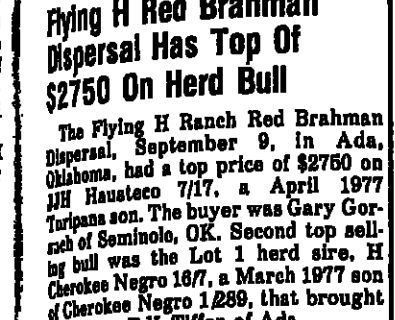 Flying H Red Brahman
Dispersal Has Top Of
$2750 On Herd Bull
The Flying H Ranch Red Brahman
Dispersal, September 9, in Ada,
Oklahoma, had a top price of $2750 on
JJH Hausteco 7/17, a April 1977
Turipana son. The buyer was Gary Gor-
of Seminole, OK. Second top sell-
ing bull was the Lot 1 herd sire, H
Cherokee Negro 16/7, a March 1977 son
of Cherokee Negro 1/289, that brought
of Ada